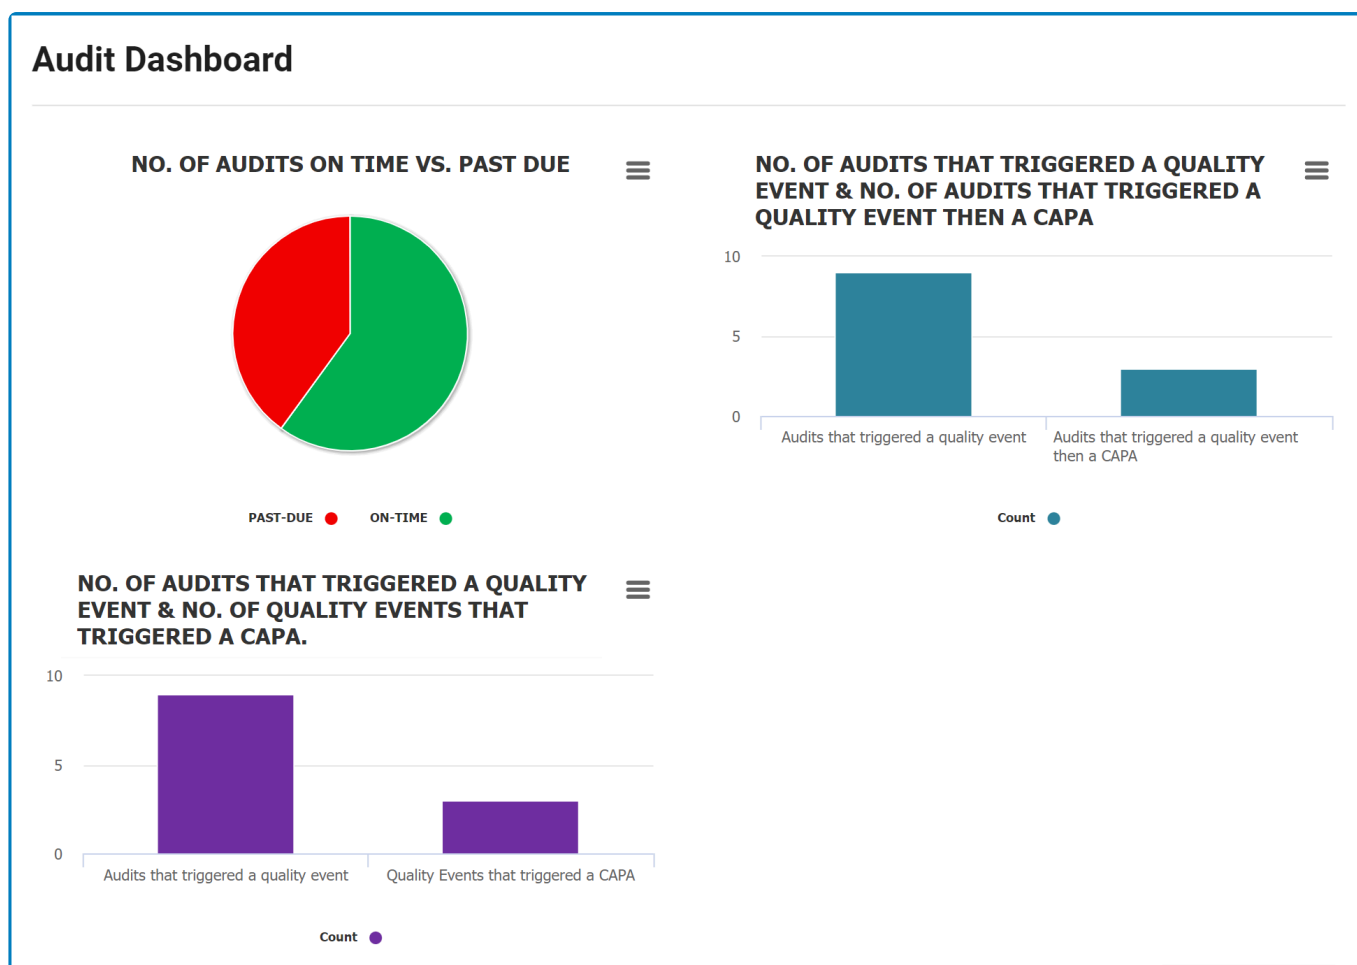 Audit Dashboard
NO. OF AUDITS ON TIME VS. PAST DUE
PAST-DUE
ON-TIME
NO. OF AUDITS THAT TRIGGERED A QUALITY
EVENT & NO. OF AUDITS THAT TRIGGERED A
QUALITY EVENT THEN A CAPA
10
5
0
Audits that triggered a quality event
Audits that triggered a quality event
then a CAPA
Count
NO. OF AUDITS THAT TRIGGERED A QUALITY
EVENT & NO. OF QUALITY EVENTS THAT
TRIGGERED A CAPA.
10
5
0
Audits that triggered a quality event
Quality Events that triggered a CAPA
Count